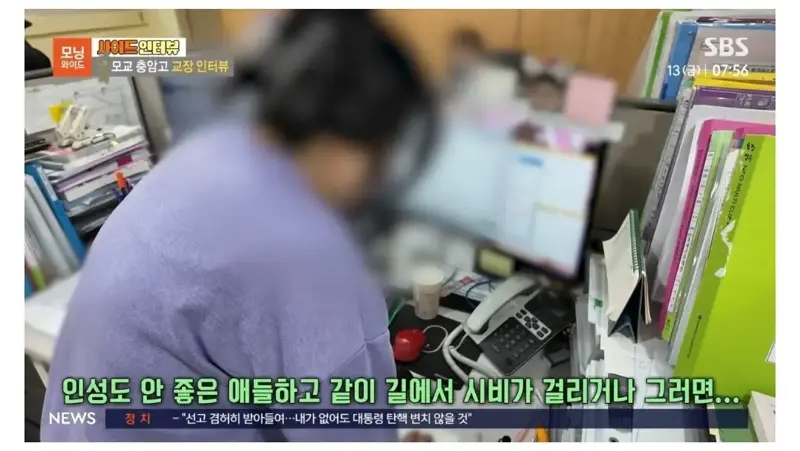 모닝
와이드
사이드인터뷰
모교 충암고 교장 인터뷰
SBS
13(금) 07:56
인성도 안 좋은 애들하고 같이 길에서 시비가 걸리거나 그러면...
NEWS 정 치 – "선고 겸허히 받아들여…내가 없어도 대통령 탄핵 변치 않을 것"